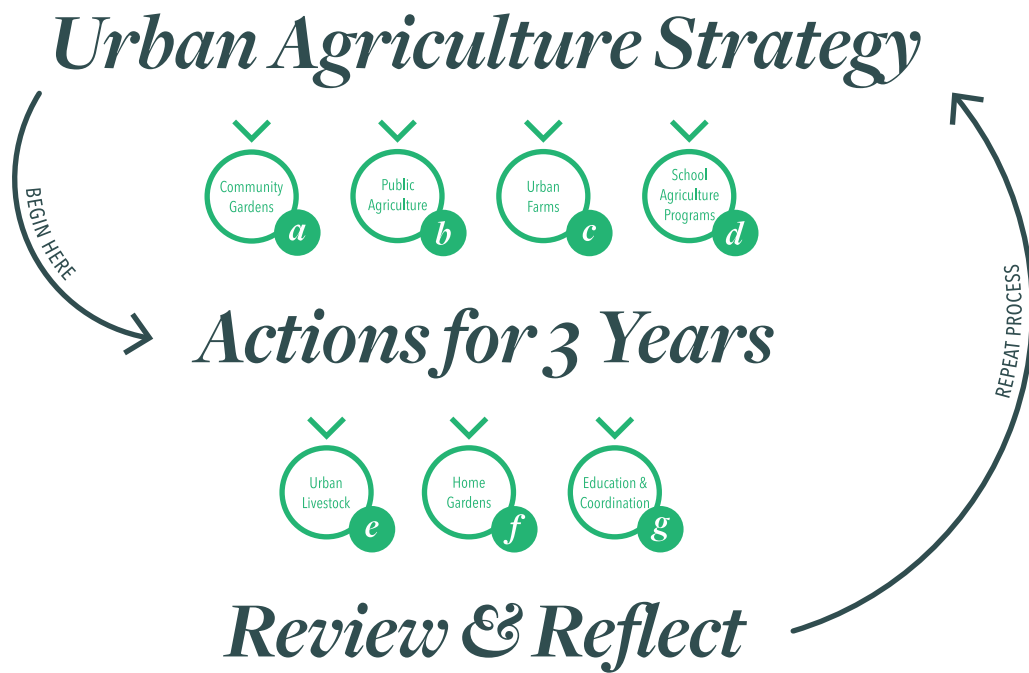 Urban Agriculture Strategy
BEGIN HERE
Community
Gardens
a
Public
Agriculture
b
Urban
Farms
c
School
Agriculture
Programs
d
Actions for 3 Years
REPEAT PROCESS
Urban
Livestock
e
Home
Gardens
f
Education &
Coordination
g
Review & Reflect